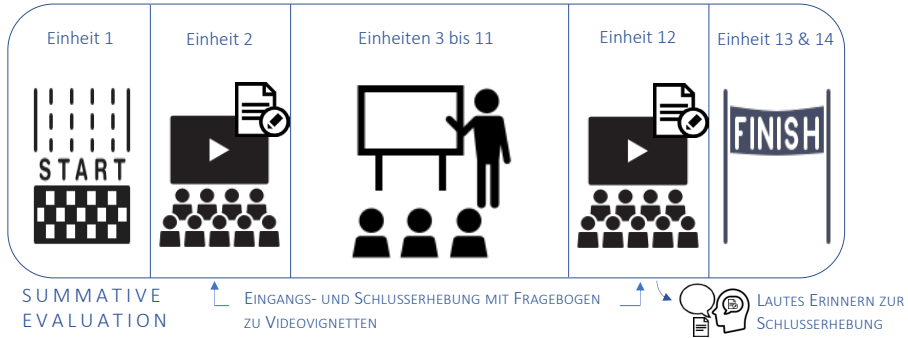 Einheit 1
Einheit 2
Einheiten 3 bis 11
Einheit 12
Einheit 13 & 14
START
FINISH
SUMMATIVE
EVALUATION
EINGANGS- UND SCHLUSSERHEBUNG MIT FRAGEBOGEN
ZU VIDEOVIGNETTEN
LAUTES ERINNERN ZUR
SCHLUSSERHEBUNG